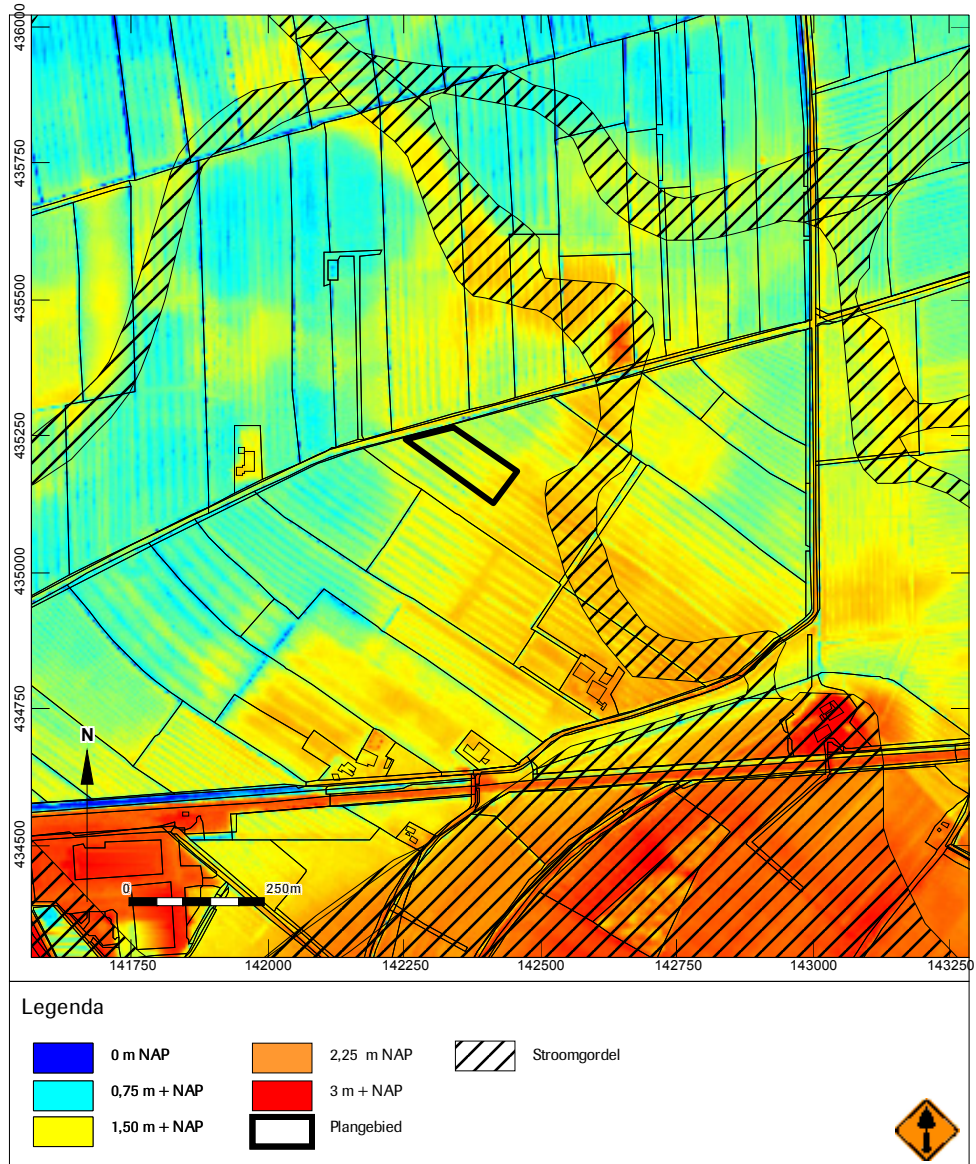 436000
435750
435500
435250
435000
434750
434500
N
0 250m
141750 142000 142250 142500 142750 143000 143250
Legenda
0 m NAP
0,75 m + NAP
1,50 m + NAP
2,25 m NAP
3 m + NAP
Plangebied
Stroomgordel